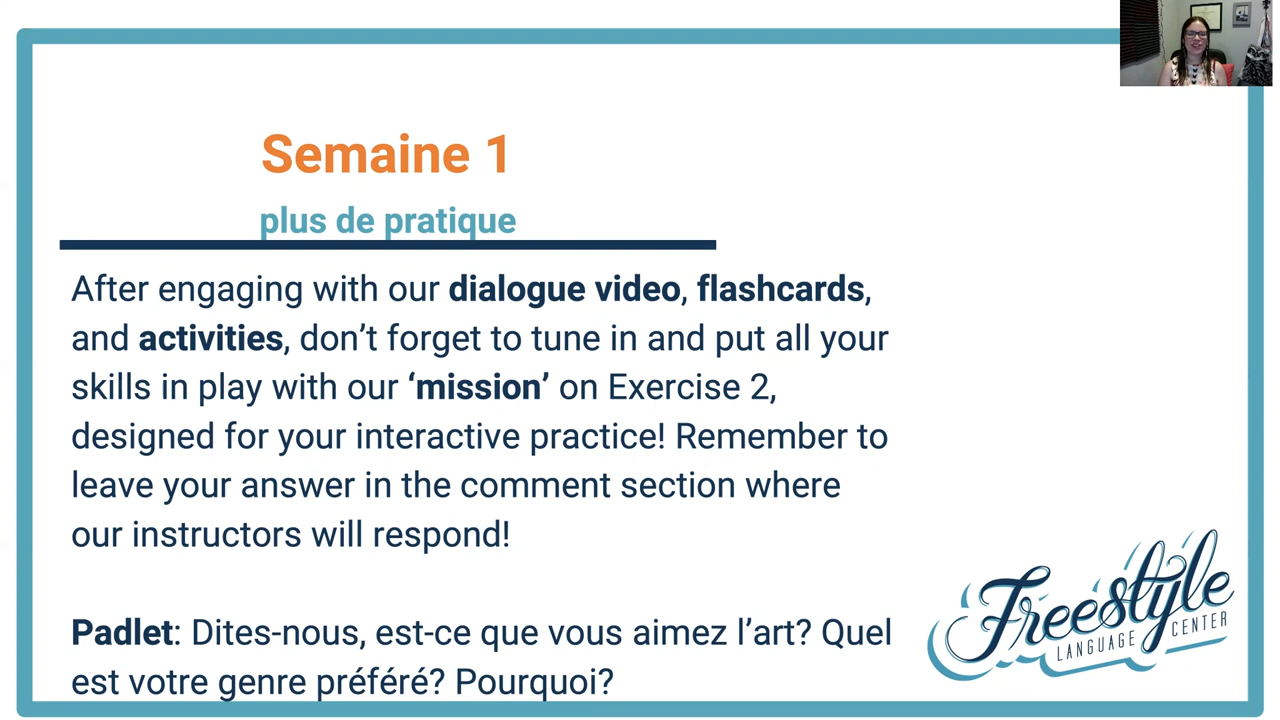 Semaine 1
plus de pratique
After engaging with our dialogue video, flashcards,
and activities, don’t forget to tune in and put all your
skills in play with our ‘mission’ on Exercise 2,
designed for your interactive practice! Remember to
leave your answer in the comment section where
our instructors will respond!
Padlet: Dites-nous, est-ce que vous aimez l’art? Quel
est votre genre préféré? Pourquoi?
Freestyle
LANGUAGE CENTER